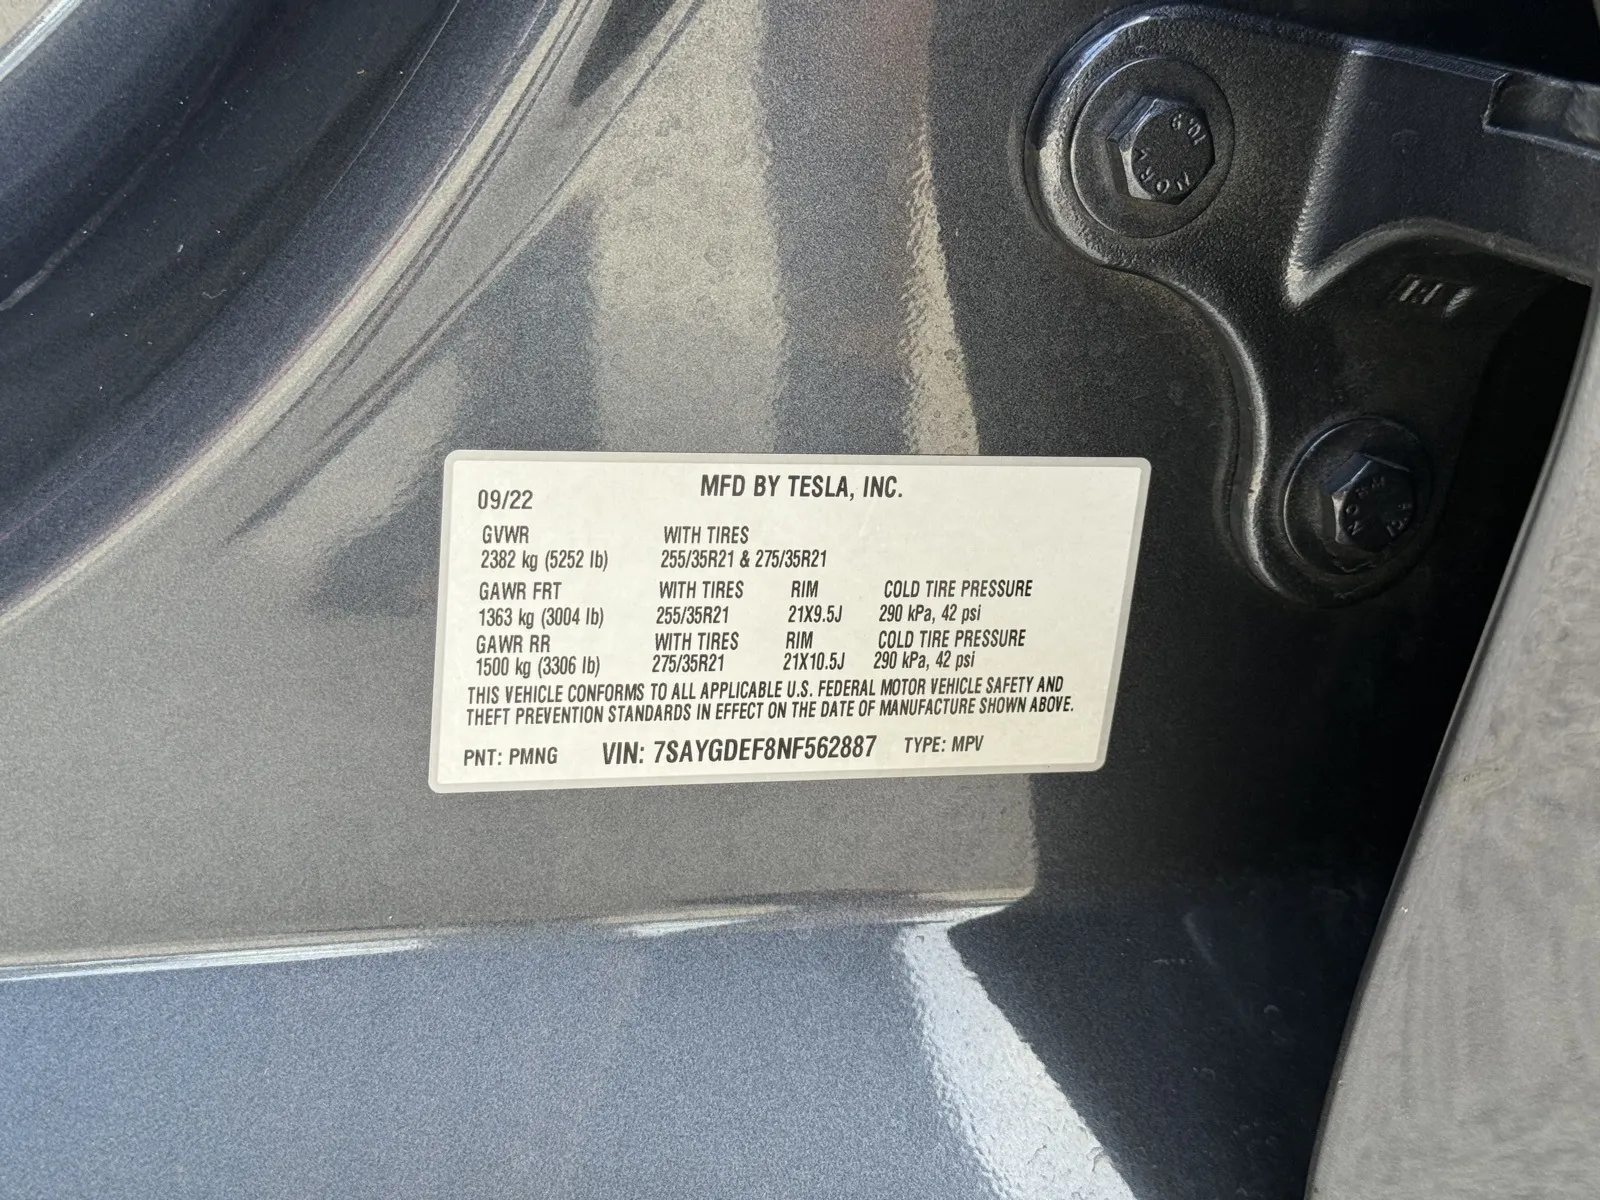 MFD BY TESLA, INC.
09/22
GVWR WITH TIRES
2382 kg (5252 lb) 255/35R21 & 275/35R21
GAWR FRT WITH TIRES RIM COLD TIRE PRESSURE
1363 kg (3004 lb) 255/35R21 21X9.5J 290 kPa, 42 psi
GAWR RR WITH TIRES RIM COLD TIRE PRESSURE
1500 kg (3306 lb) 275/35R21 21X10.5J 290 kPa, 42 psi
THIS VEHICLE CONFORMS TO ALL APPLICABLE U.S. FEDERAL MOTOR VEHICLE SAFETY AND
THEFT PREVENTION STANDARDS IN EFFECT ON THE DATE OF MANUFACTURE SHOWN ABOVE.
PNT: PMNG VIN: 7SAYGDEF8NF562887 TYPE: MPV
10.9